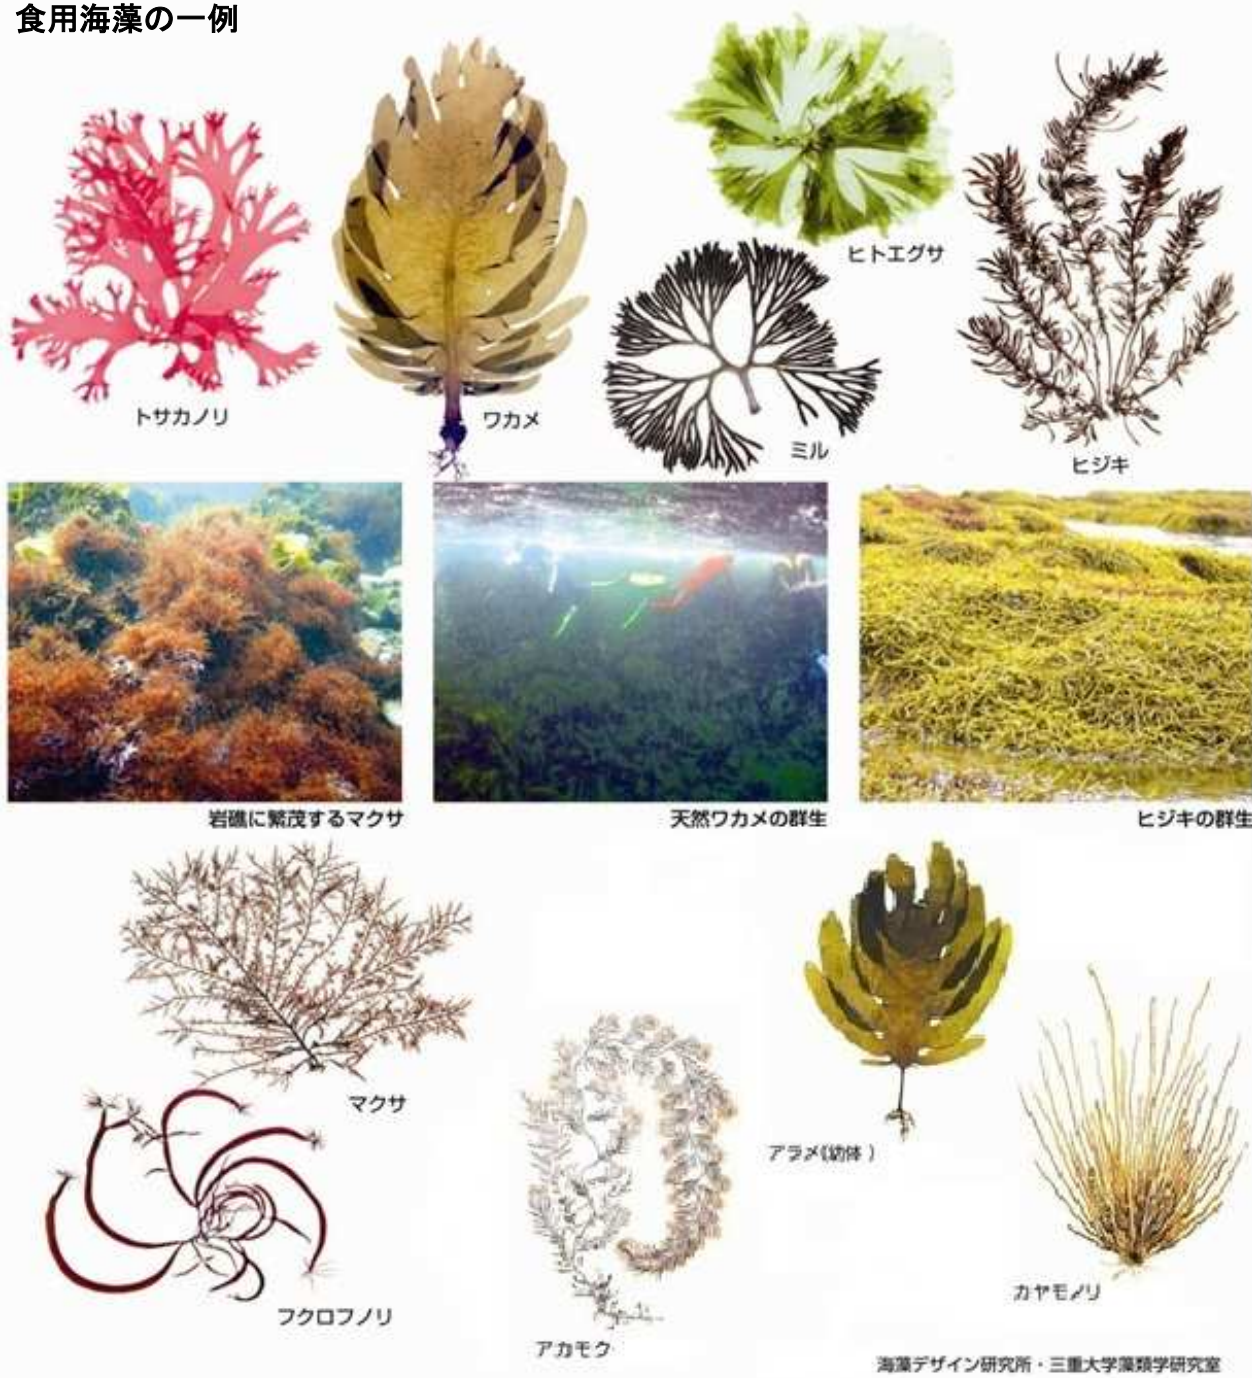 食用海藻の一例
トサカノリ
ワカメ
ヒトエグサ
ミル
ヒジキ
岩礁に繁茂するマクサ
天然ワカメの群生
ヒジキの群生
マクサ
フクロフノリ
アカモク
アラメ(幼体)
カヤモノリ
海藻デザイン研究所・三重大学藻類学研究室